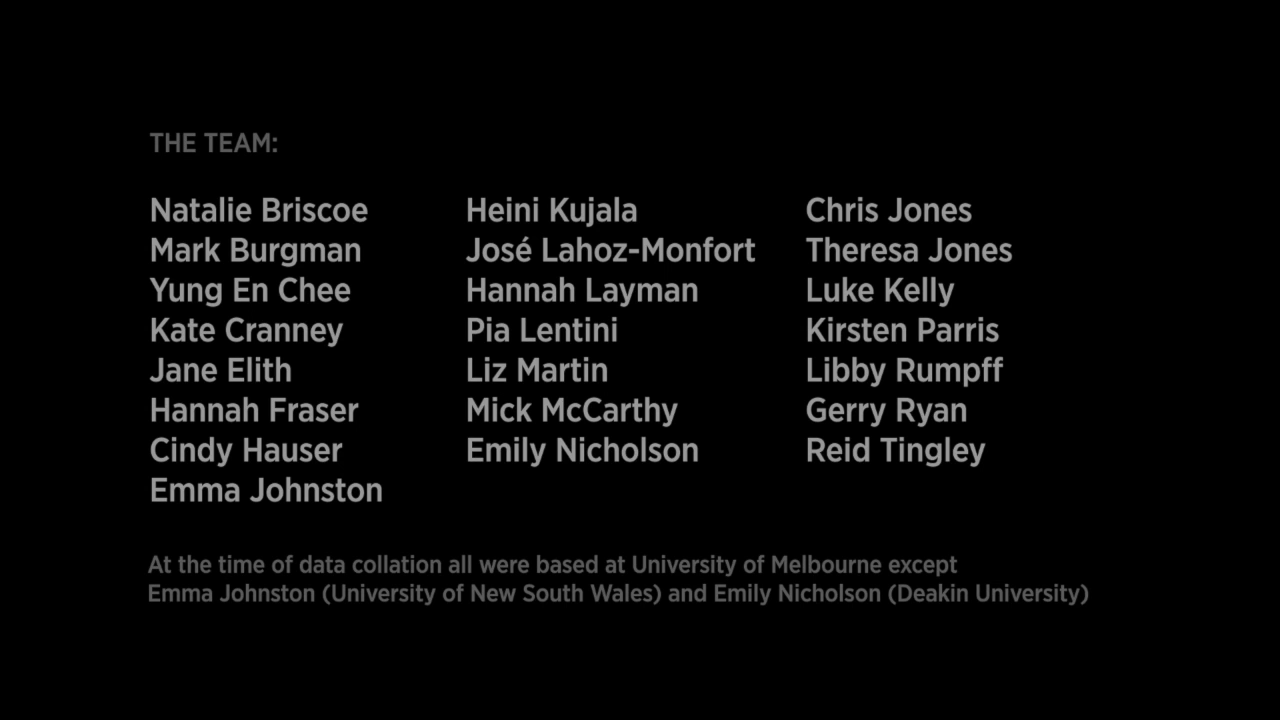 THE TEAM:
Natalie Briscoe
Mark Burgman
Yung En Chee
Kate Cranney
Jane Elith
Hannah Fraser
Cindy Hauser
Emma Johnston
Heini Kujala
José Lahoz-Monfort
Hannah Layman
Pia Lentini
Liz Martin
Mick McCarthy
Emily Nicholson
Chris Jones
Theresa Jones
Luke Kelly
Kirsten Parris
Libby Rumpff
Gerry Ryan
Reid Tingley
At the time of data collation all were based at University of Melbourne except
Emma Johnston (University of New South Wales) and Emily Nicholson (Deakin University)